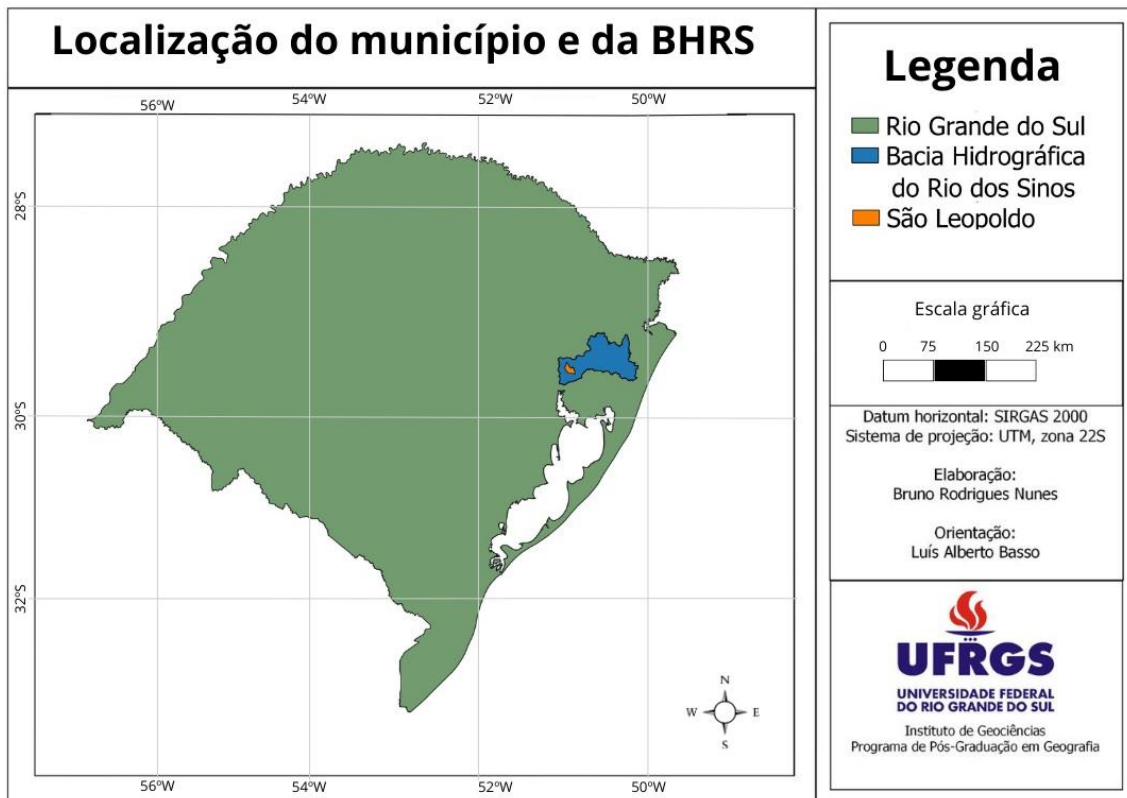 Localização do município e da BHRS
56ºW
54ºW
52ºW
50ºW
28ºS
30ºS
32ºS
N
W
E
S
56ºW
54ºW
52ºW
50ºW
Legenda
Rio Grande do Sul
Bacia Hidrográfica
do Rio dos Sinos
São Leopoldo
Escala gráfica
0 75 150 225 km
Datum horizontal: SIRGAS 2000
Sistema de projeção: UTM, zona 22S
Elaboração:
Bruno Rodrigues Nunes
Orientação:
Luís Alberto Basso
UFRGS
UNIVERSIDADE FEDERAL
DO RIO GRANDE DO SUL
Instituto de Geociências
Programa de Pós-Graduação em Geografia